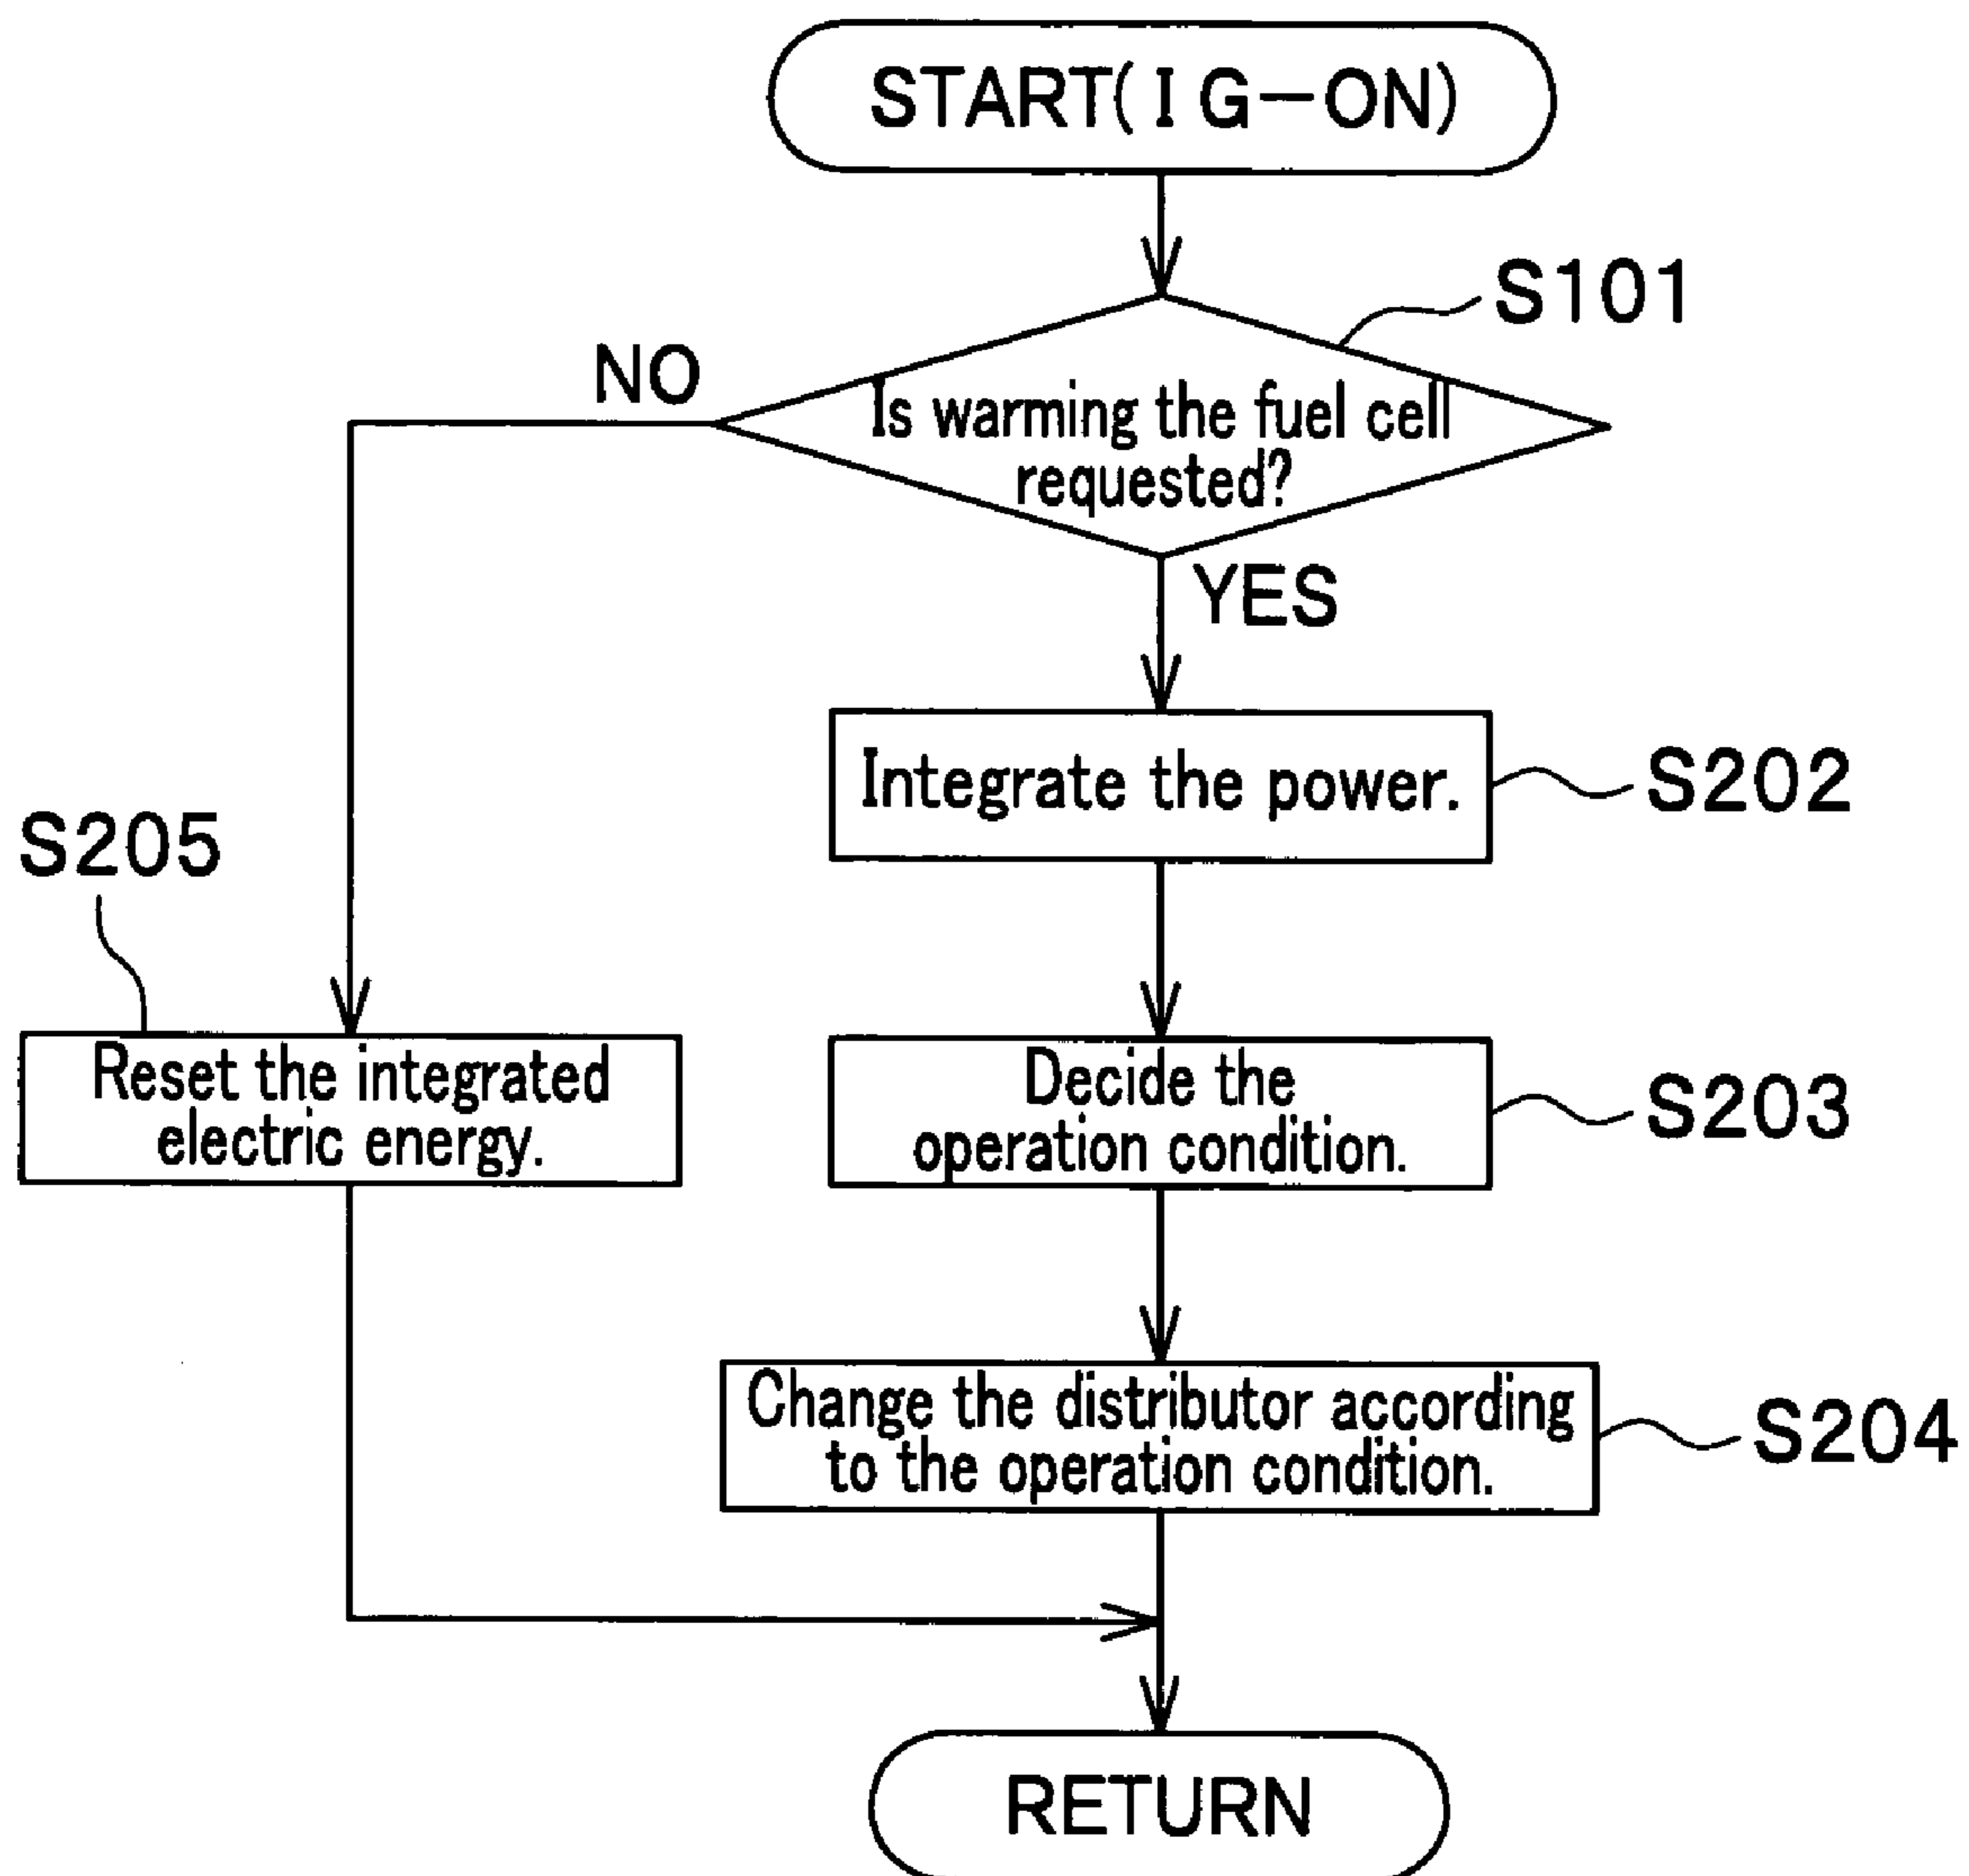 START(IG-ON)
S101
NO
Is warming the fuel cell
requested?
YES
Integrate the power.
S202
S205
Reset the integrated
electric energy.
Decide the
operation condition.
S203
Change the distributor according
to the operation condition.
S204
RETURN